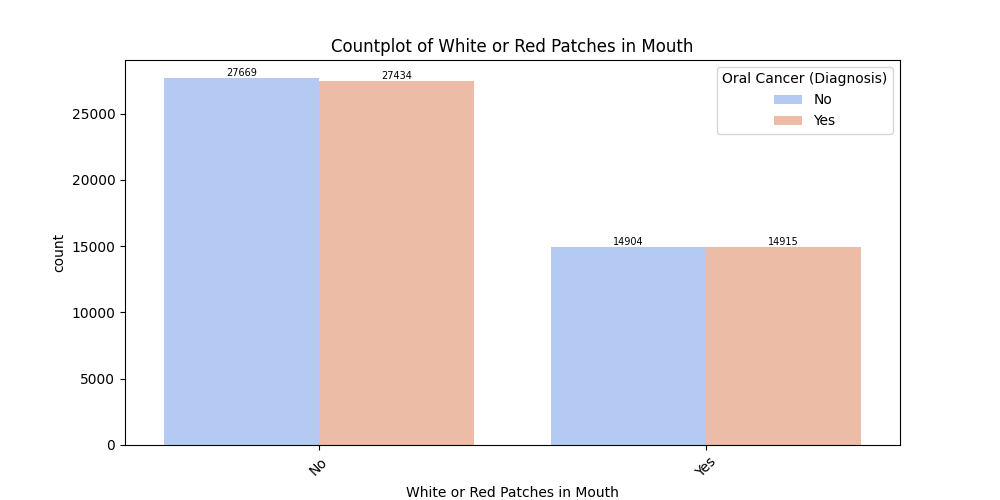 Countplot of White or Red Patches in Mouth
27669
27434
14904
14915
Oral Cancer (Diagnosis)
No
Yes
25000
20000
15000
10000
5000
0
count
No
Yes
White or Red Patches in Mouth